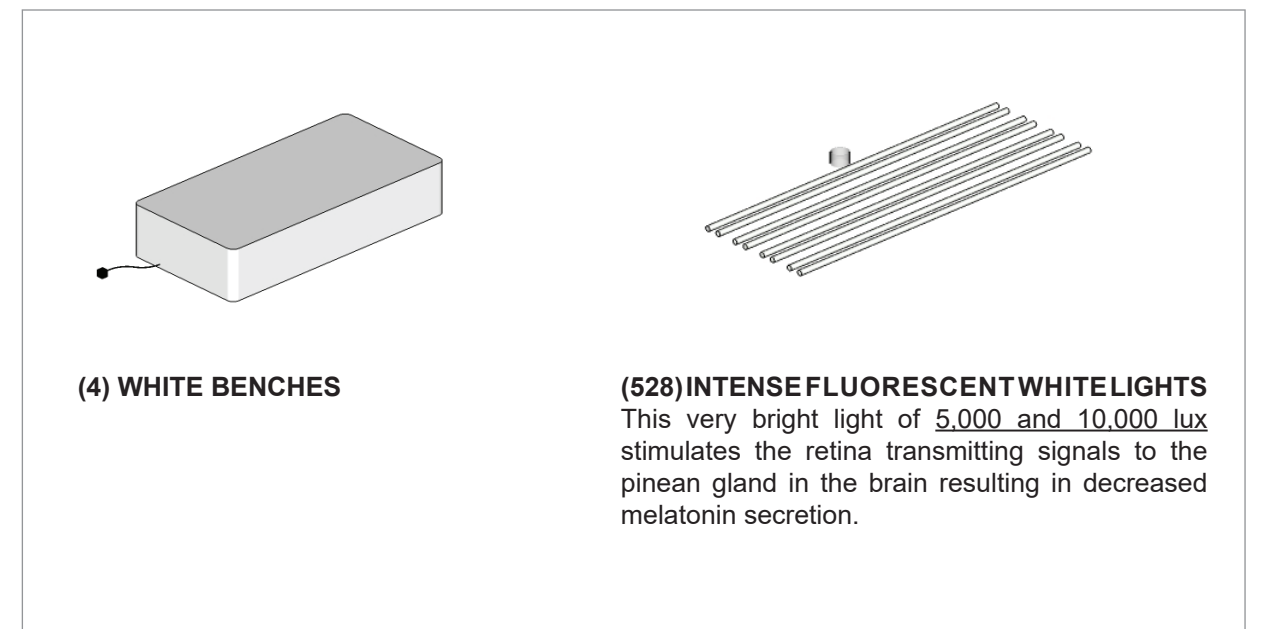 (4) WHITE BENCHES
(528) INTENSE FLUORESCENT WHITE LIGHTS
This very bright light of 5,000 and 10,000 lux
stimulates the retina transmitting signals to the
pinean gland in the brain resulting in decreased
melatonin secretion.